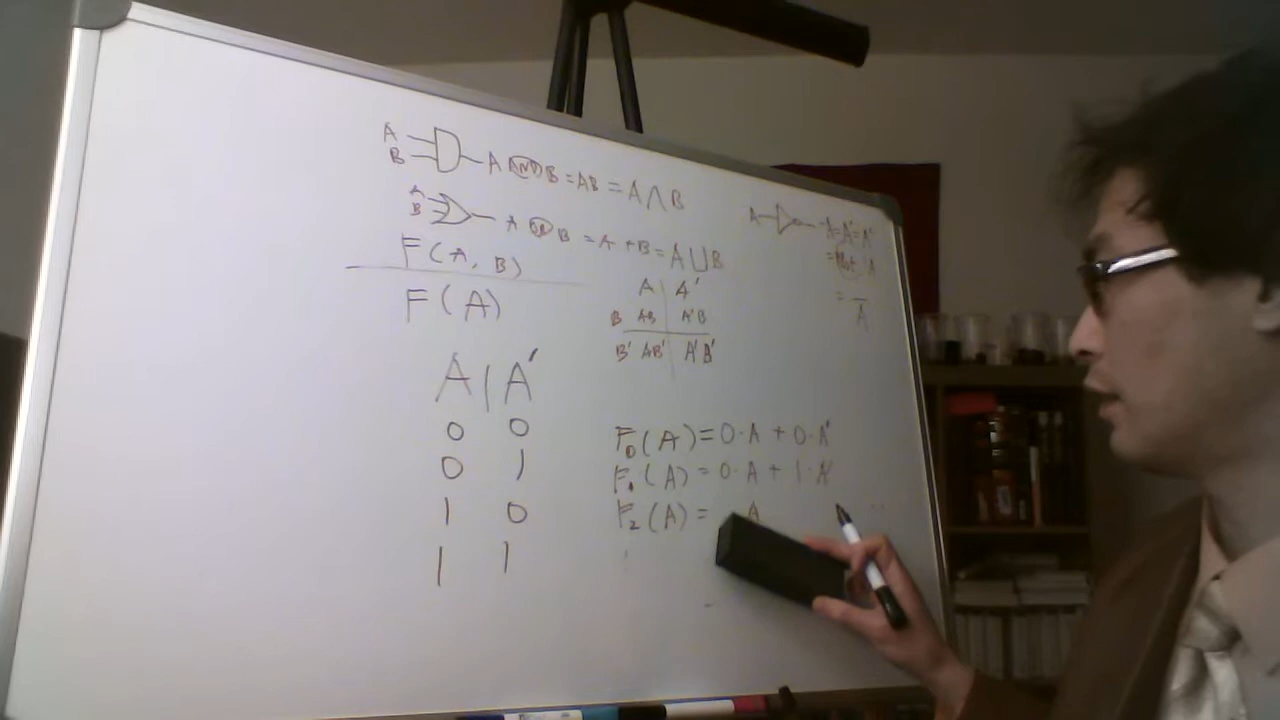 A
B
A AND B = AB = A ∧ B
A
B
A OR B = A + B = A ∪ B
F(A, B)
F(A)
A -A = A' = A'
= Not A
= A̅
A | A'
B AB | A'B
B' AB' | A'B'
A | A'
0 0
0 1
1 0
1 1
F₀(A) = 0·A + 0·A'
F₁(A) = 0·A + 1·A'
F₂(A) = A